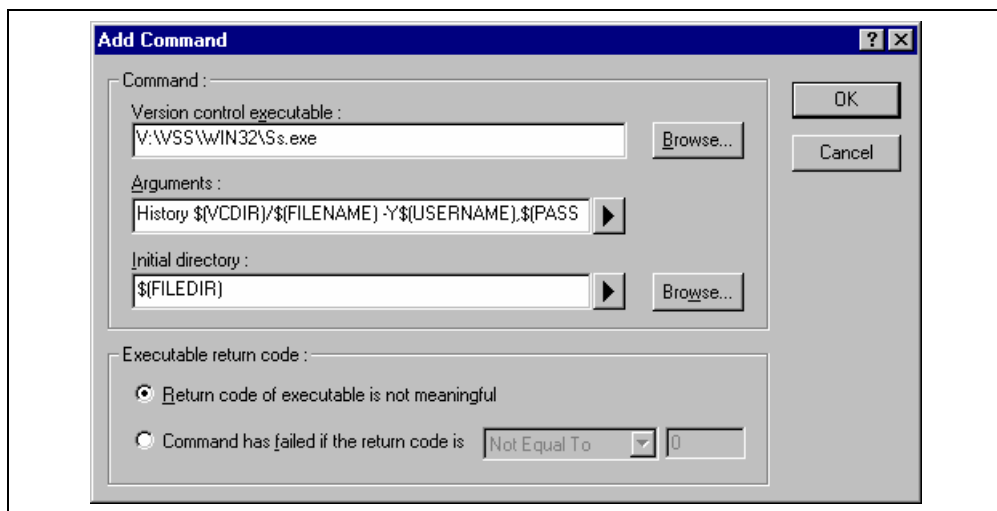 Add Command
Command :
Version control executable :
V:\VSS\WIN32\Ss.exe
Browse...
Arguments :
History $(VCDIR)/$(FILENAME) -Y$(USERNAME),$(PASS
Initial directory :
$(FILEDIR)
Browse...
Executable return code :
Return code of executable is not meaningful
Command has failed if the return code is
Not Equal To
0
OK
Cancel